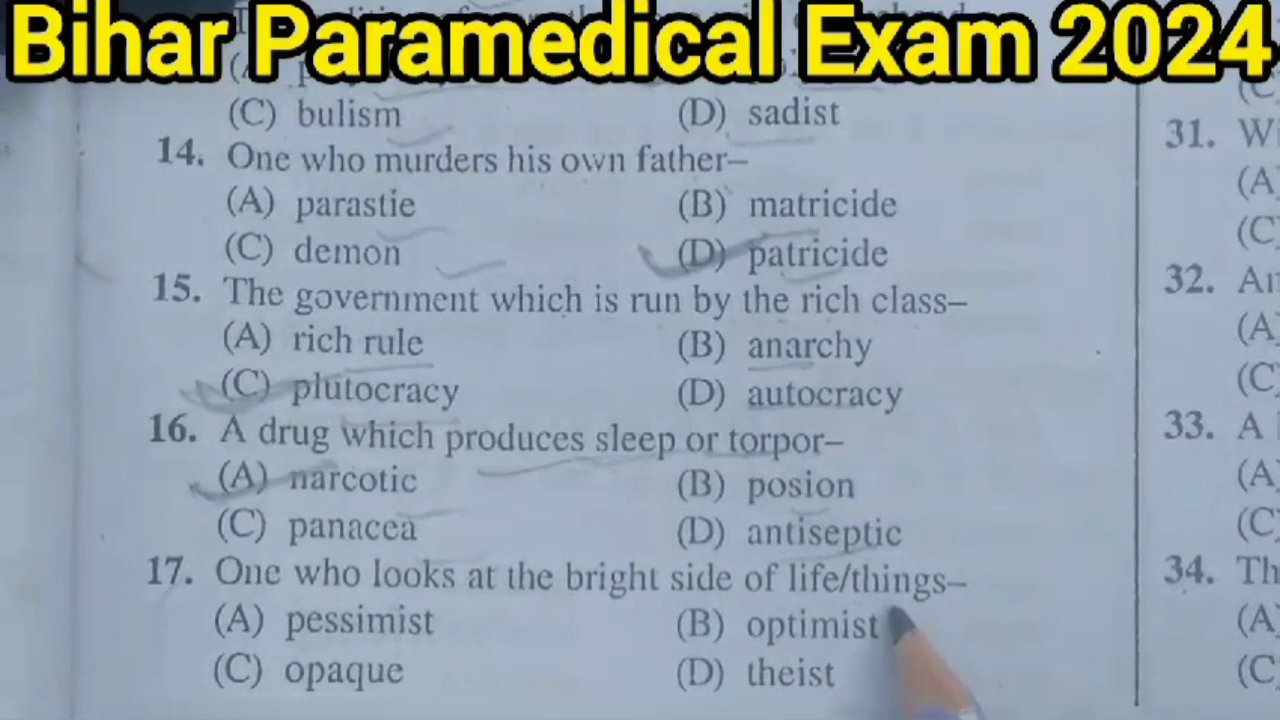 Bihar Paramedical Exam 2024
(C) bulism (D) sadist
14. One who murders his own father–
(A) parastie (B) matricide
(C) demon (D) patricide
15. The government which is run by the rich class–
(A) rich rule (B) anarchy
(C) plutocracy (D) autocracy
16. A drug which produces sleep or torpor–
(A) narcotic (B) posion
(C) panacea (D) antiseptic
17. One who looks at the bright side of life/things–
(A) pessimist (B) optimist
(C) opaque (D) theist
(C
31.
(A
(C
32.
(A
(C
33. A
(A
(C
34. Th
(A
(C